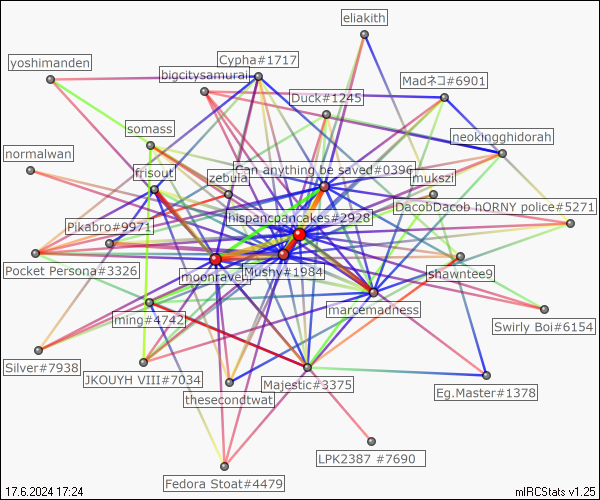 eliakith
yoshimanden
Cypha#1717
bigcitysamurai
Madネコ#6901
Duck#1245
somass
neokingghidorah
normalwan
frisout
Can anything be saved#0396
zebula
mukszi
DacobDacob hORNY police#5271
hispancpancakes#2928
Pikabro#9971
Pocket Persona#3326
moonraven
Mushy#1984
shawntee9
marcemadness
ming#4742
Swirly Boi#6154
Silver#7938
JKOUYH VIII#7034
Majestic#3375
thesecondtwat
Eg.Master#1378
LPK2387 #7690
Fedora Stoat#4479
17.6.2024 17:24
mIRCStats v1.25